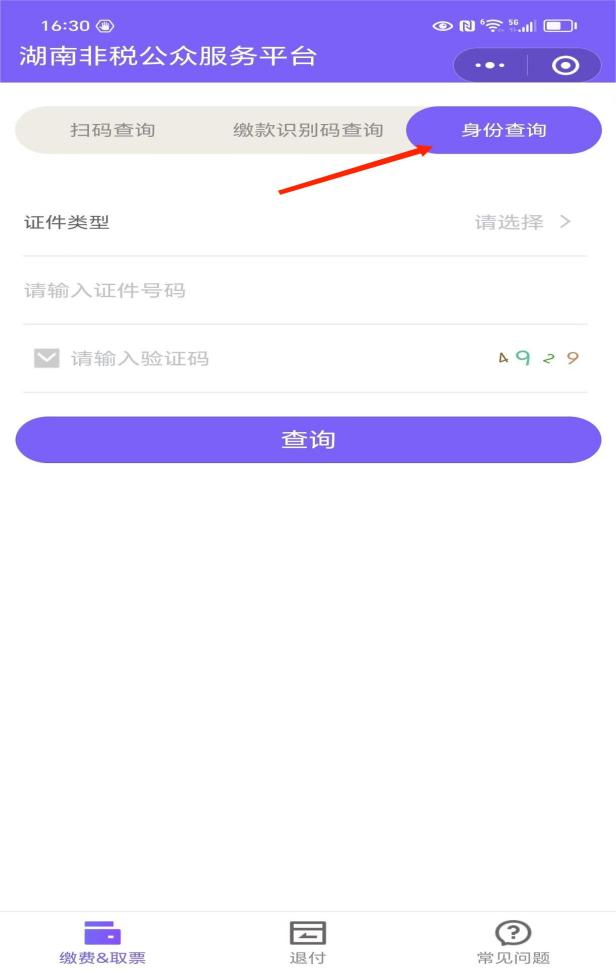 16:30
湖南非税公众服务平台
扫码查询 缴款识别码查询 身份查询
证件类型 请选择 >
请输入证件号码
请输入验证码 4929
查询
缴费&取票 退付 常见问题